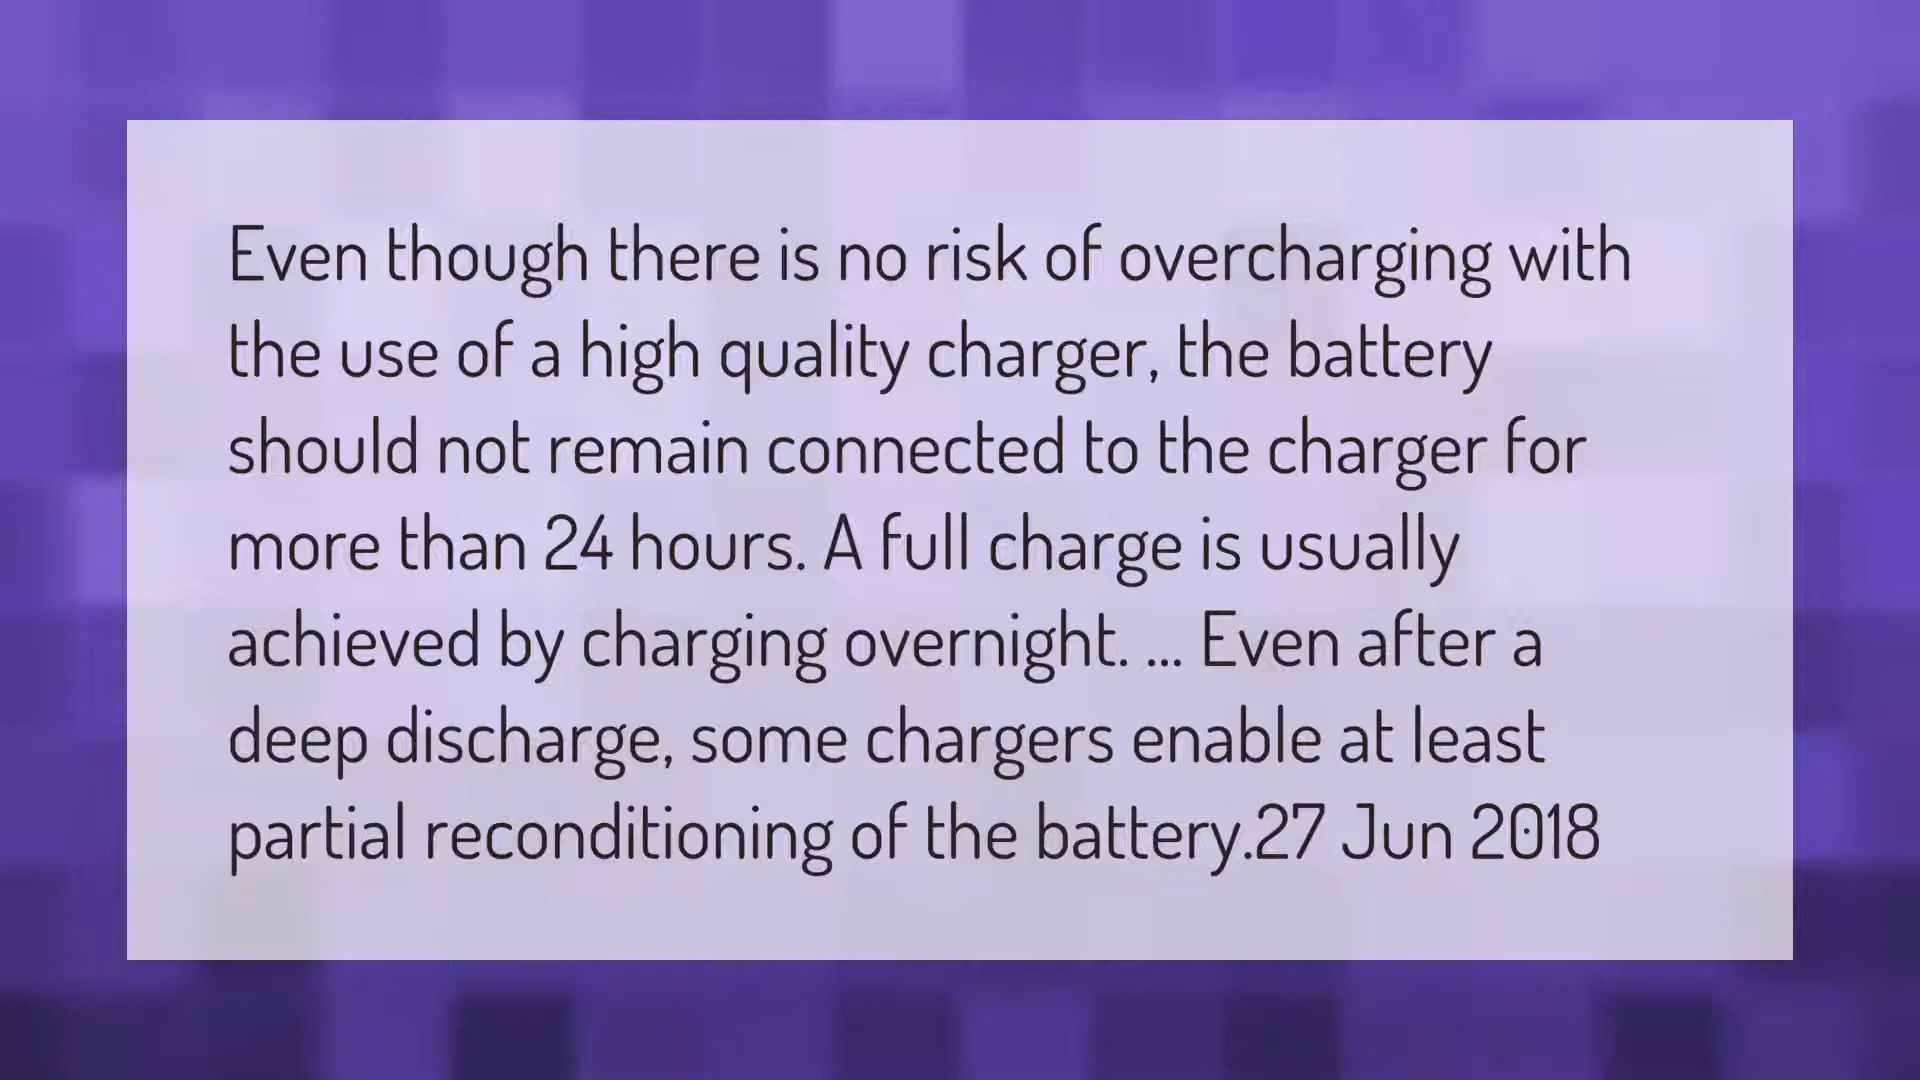 Even though there is no risk of overcharging with
the use of a high quality charger, the battery
should not remain connected to the charger for
more than 24 hours. A full charge is usually
achieved by charging overnight. ... Even after a
deep discharge, some chargers enable at least
partial reconditioning of the battery.27 Jun 2018